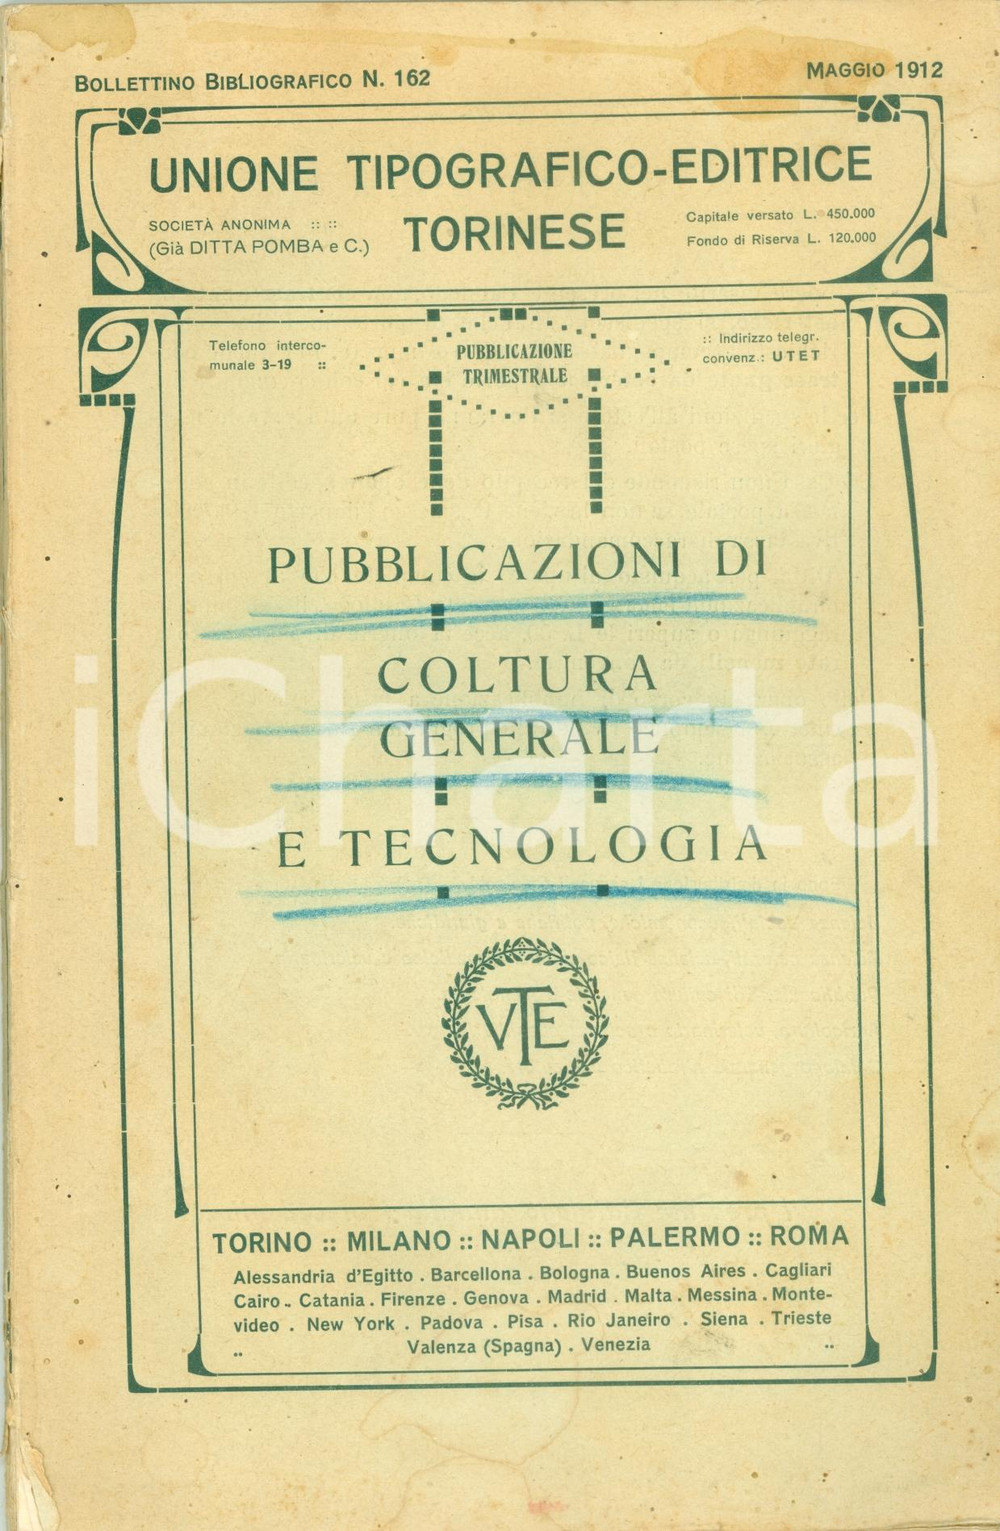 BOLLETTINO BIBLIOGRAFICO N. 162
MAGGIO 1912
UNIONE TIPOGRAFICO-EDITRICE
TORINESE
SOCIETÀ ANONIMA :: ::
(Già DITTA POMBA e C.)
Capitale versato L. 450.000
Fondo di Riserva L. 120.000
Telefono interco-
munale 3-19 ::
PUBBLICAZIONE
TRIMESTRALE
:: Indirizzo telegr.
convenz.: UTET
PUBBLICAZIONI DI
COLTURA
GENERALE
E TECNOLOGIA
iCharta
VTE
TORINO :: MILANO :: NAPOLI :: PALERMO :: ROMA
Alessandria d'Egitto . Barcellona . Bologna . Buenos Aires . Cagliari
Cairo . Catania . Firenze . Genova . Madrid . Malta . Messina . Monte-
video . New York . Padova . Pisa . Rio Janeiro . Siena . Trieste
.. Valenza (Spagna) . Venezia ..